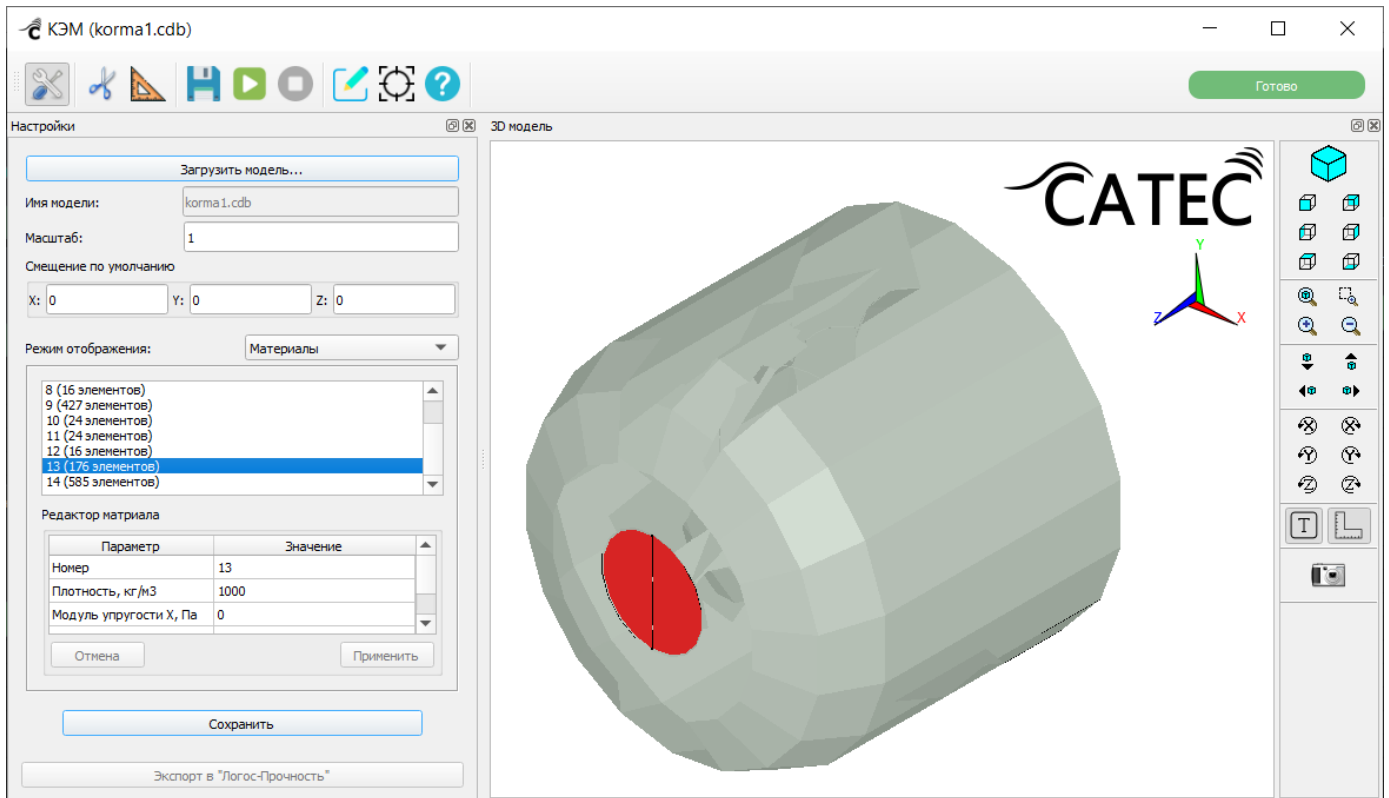 КЭМ (korma1.cdb)
Готово
Настройки
3D модель
Загрузить модель...
Имя модели: korma1.cdb
Масштаб: 1
Смещение по умолчанию
X: 0 Y: 0 Z: 0
Режим отображения: Материалы
8 (16 элементов)
9 (427 элементов)
10 (24 элементов)
11 (24 элементов)
12 (16 элементов)
13 (176 элементов)
14 (585 элементов)
Редактор матриала
Параметр Значение
Номер 13
Плотность, кг/м3 1000
Модуль упругости X, Па 0
Отмена Применить
Сохранить
Экспорт в "Логос-Прочность"
CATEC
Y
Z X
X X
Y Y
Z Z
T